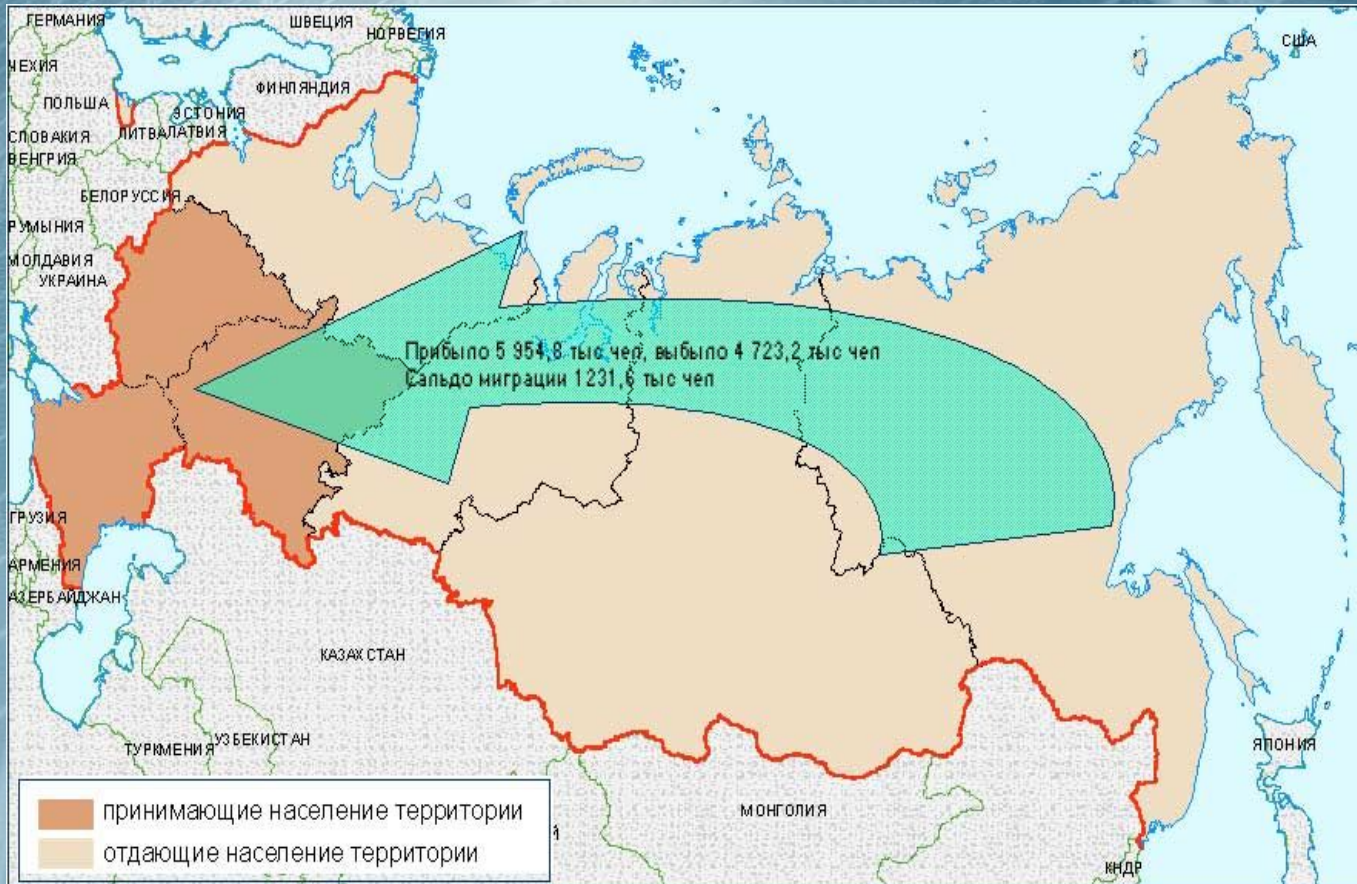 ГЕРМАНИЯ
ШВЕЦИЯ
НОРВЕГИЯ
США
ЧЕХИЯ
ФИНЛЯНДИЯ
ПОЛЬША
ЭСТОНИЯ
СЛОВАКИЯ
ЛИТВАЛАТВИЯ
ВЕНГРИЯ
БЕЛОРУССИЯ
РУМЫНИЯ
МОЛДАВИЯ
УКРАИНА
Прибыло 5 954,8 тыс чел, выбыло 4 723,2 тыс чел
Сальдо миграции 1231,6 тыс чел
ГРУЗИЯ
АРМЕНИЯ
АЗЕРБАЙДЖАН
КАЗАХСТАН
УЗБЕКИСТАН
ТУРКМЕНИЯ
ЯПОНИЯ
МОНГОЛИЯ
КНДР
принимающие население территории
отдающие население территории